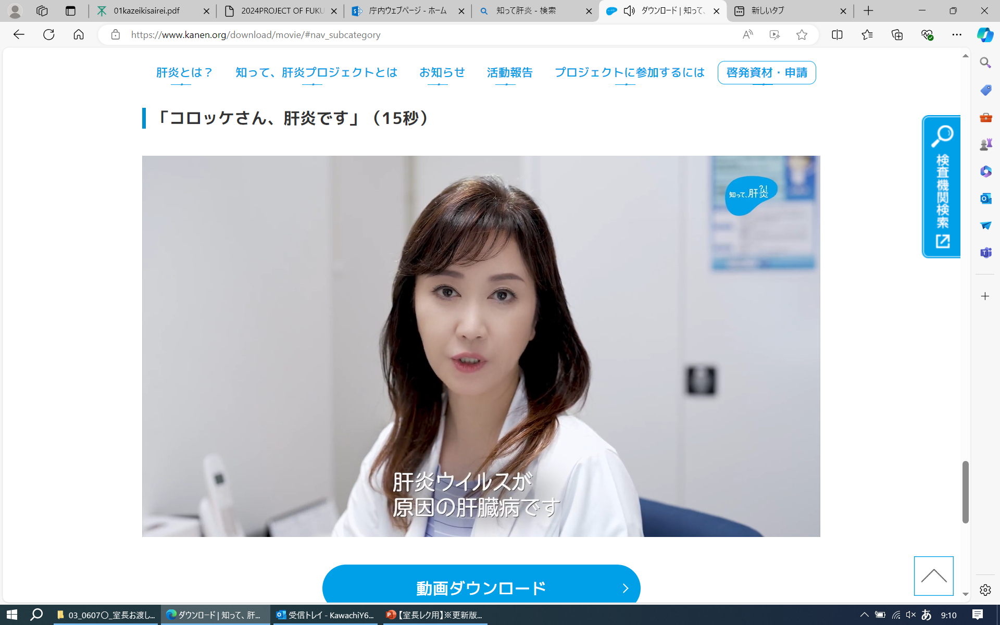 01kazeikisairei.pdf
2024PROJECT OF FUKU
庁内ウェブページ - ホーム
知って肝炎 - 検索
ダウンロード | 知って、
新しいタブ
https://www.kanen.org/download/movie/#nav_subcategory
肝炎とは？
知って、肝炎プロジェクトとは
お知らせ
活動報告
プロジェクトに参加するには
啓発資材・申請
「コロッケさん、肝炎です」（15秒）
検査機関検索
知って、肝炎
肝炎ウイルスが
原因の肝臓病です
動画ダウンロード
03_0607〇_室長お渡し...
ダウンロード | 知って、肝...
受信トレイ - KawachiY6...
【室長レク用】※更新版...
あ
9:10